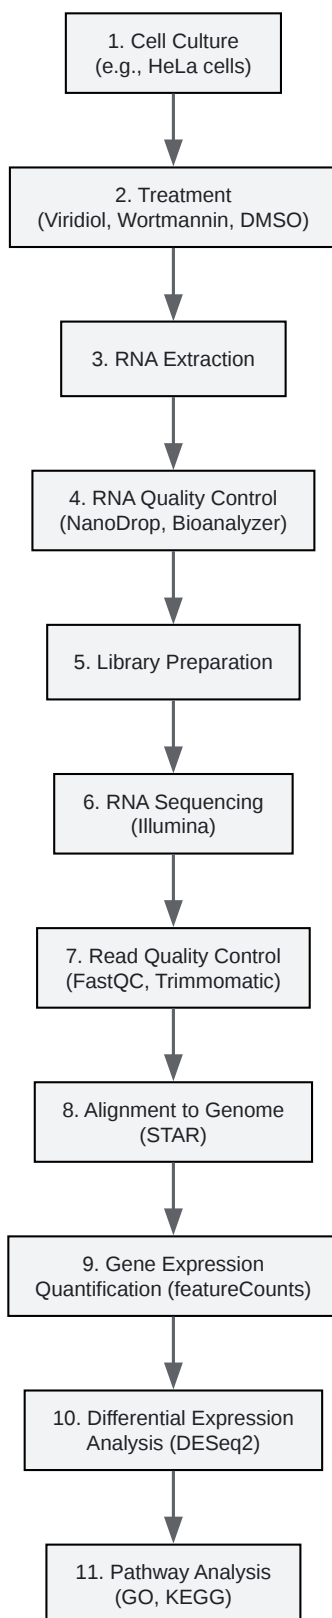 1. Cell Culture
(e.g., HeLa cells)
2. Treatment
(Viridiol, Wortmannin, DMSO)
3. RNA Extraction
4. RNA Quality Control
(NanoDrop, Bioanalyzer)
5. Library Preparation
6. RNA Sequencing
(Illumina)
7. Read Quality Control
(FastQC, Trimmomatic)
8. Alignment to Genome
(STAR)
9. Gene Expression
Quantification (featureCounts)
10. Differential Expression
Analysis (DESeq2)
11. Pathway Analysis
(GO, KEGG)